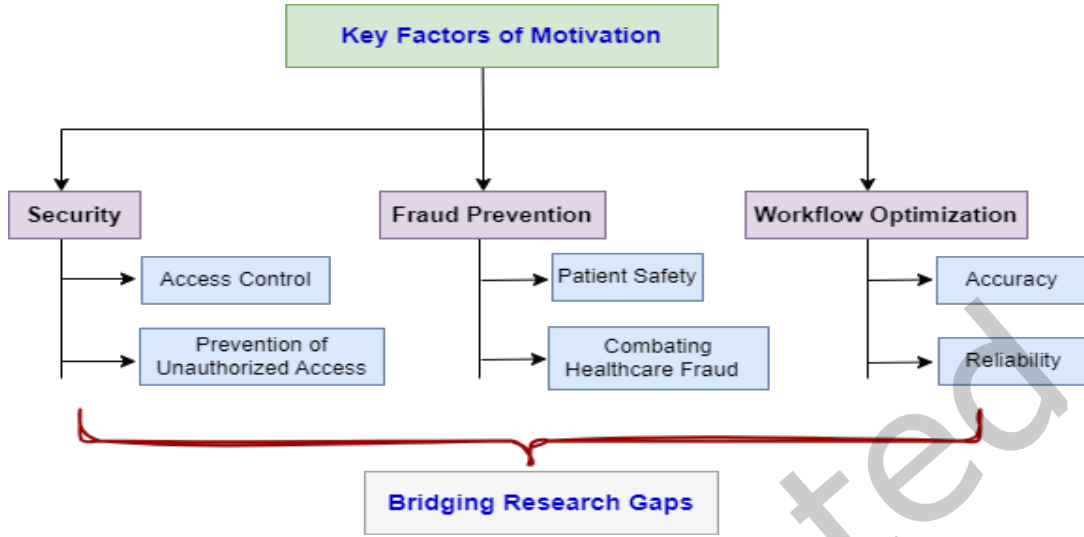 Key Factors of Motivation
Security
Fraud Prevention
Workflow Optimization
Access Control
Patient Safety
Accuracy
Prevention of
Unauthorized Access
Combating
Healthcare Fraud
Reliability
Bridging Research Gaps
ted